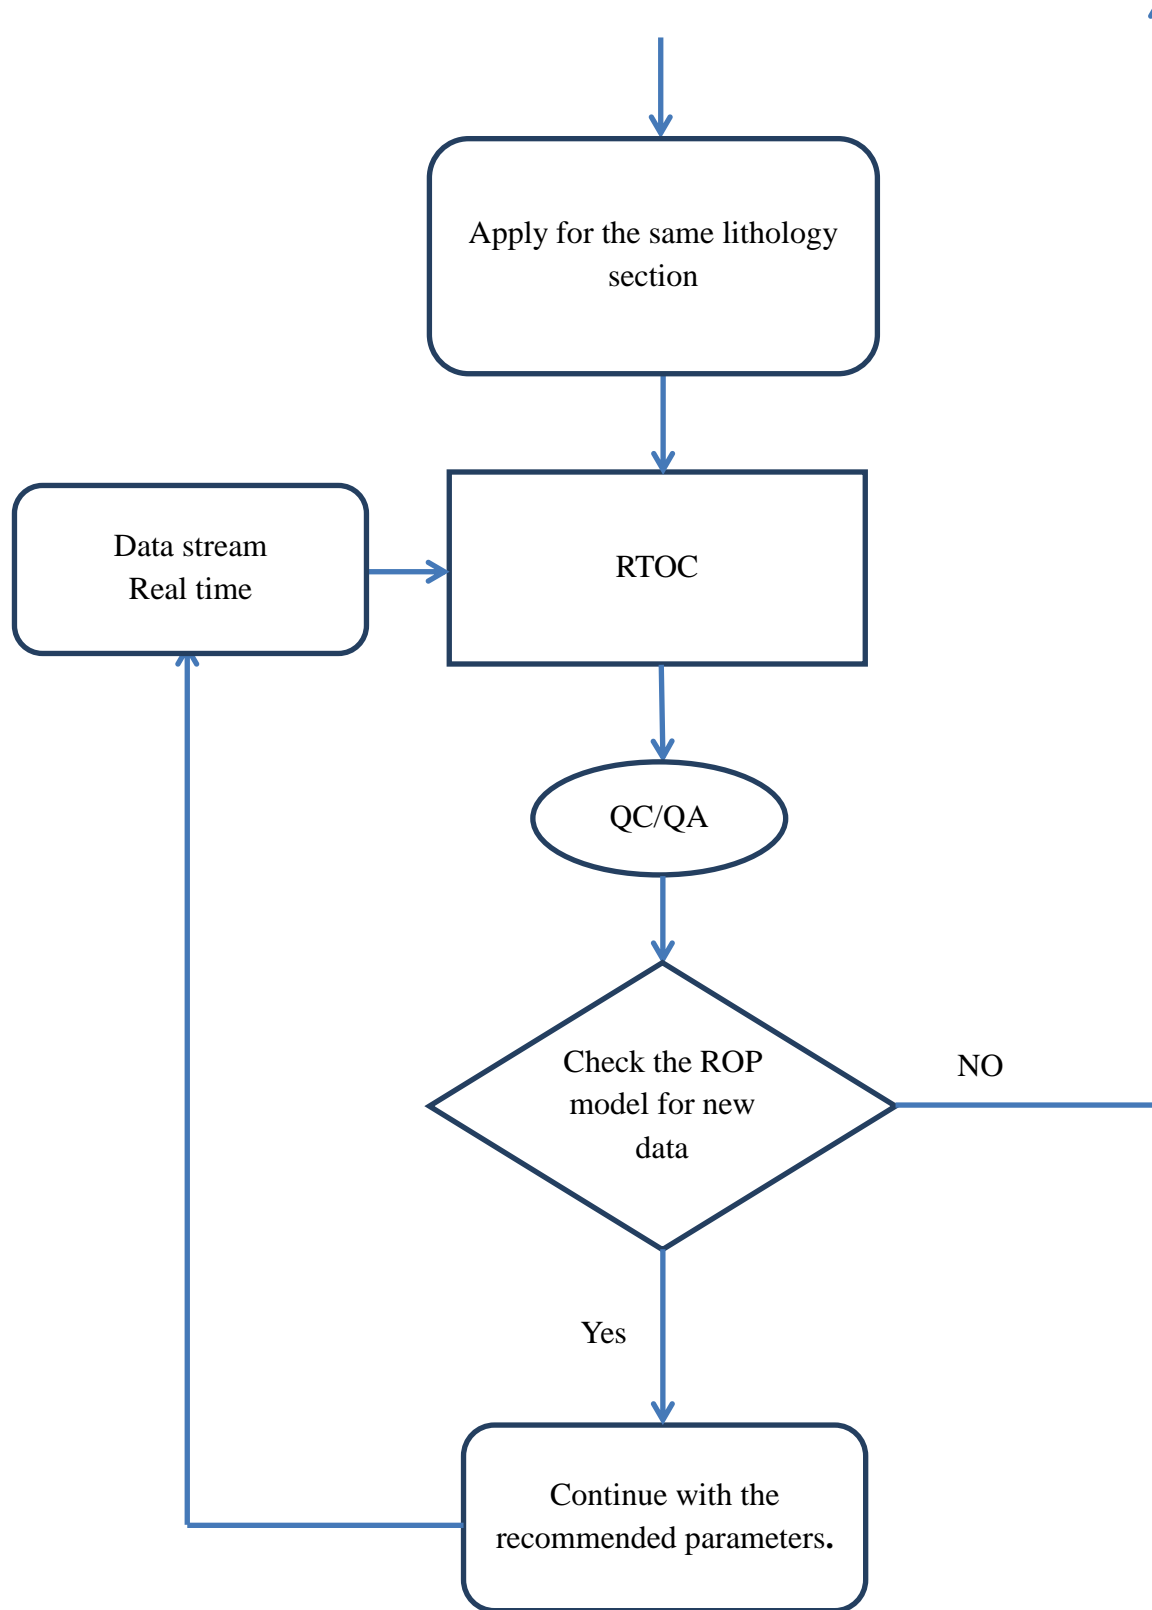 Apply for the same lithology
section
Data stream
Real time
RTOC
QC/QA
Check the ROP
model for new
data
NO
Yes
Continue with the
recommended parameters.